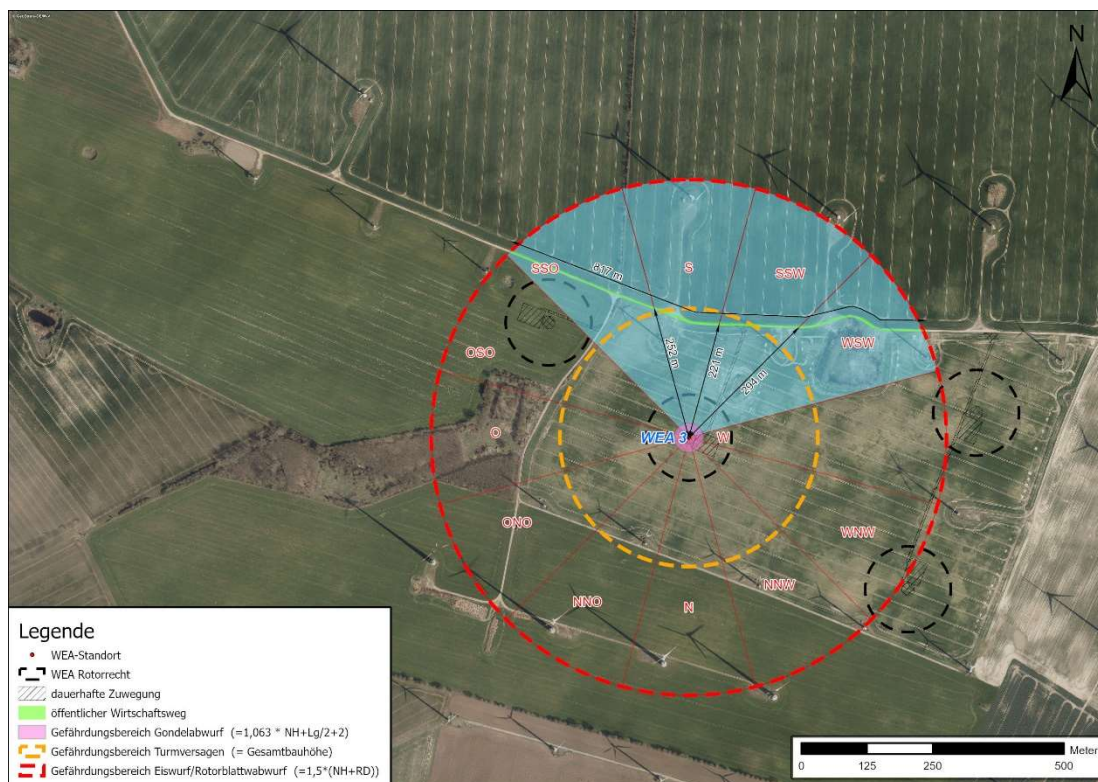 N
SSO
817 m
S
SSW
OSO
252 m
221 m
294 m
WSW
O
WEA 3
W
ONO
WNW
NNO
N
NNW
Legende
WEA-Standort
WEA Rotorrecht
dauerhafte Zuwegung
öffentlicher Wirtschaftsweg
Gefährdungsbereich Gondelabwurf (=1,063 * NH+Lg/2+2)
Gefährdungsbereich Turmversagen (= Gesamtbauhöhe)
Gefährdungsbereich Eiswurf/Rotorblattwabwurf (=1,5*(NH+RD))
Meter
0 125 250 500